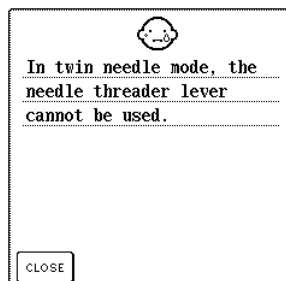 In twin needle mode, the
needle threader lever
cannot be used.
CLOSE